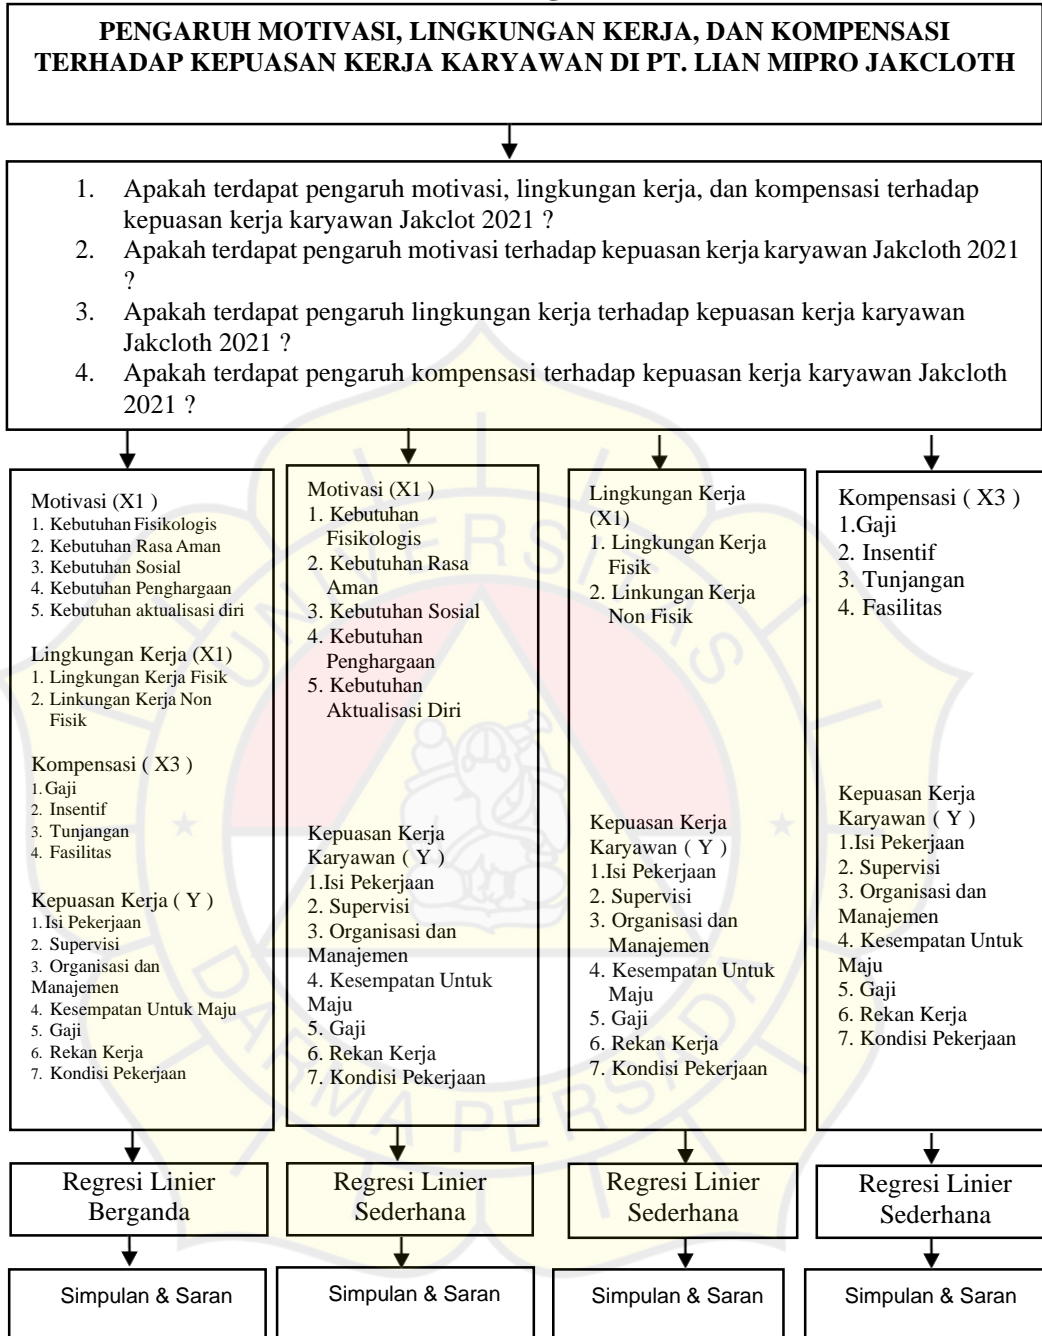 PENGARUH MOTIVASI, LINGKUNGAN KERJA, DAN KOMPENSASI
TERHADAP KEPUASAN KERJA KARYAWAN DI PT. LIAN MIPRO JAKCLOTH
1. Apakah terdapat pengaruh motivasi, lingkungan kerja, dan kompensasi terhadap
kepuasan kerja karyawan Jakclot 2021 ?
2. Apakah terdapat pengaruh motivasi terhadap kepuasan kerja karyawan Jakcloth 2021
?
3. Apakah terdapat pengaruh lingkungan kerja terhadap kepuasan kerja karyawan
Jakcloth 2021 ?
4. Apakah terdapat pengaruh kompensasi terhadap kepuasan kerja karyawan Jakcloth
2021 ?
Motivasi (X1 )
1. Kebutuhan Fisikologis
2. Kebutuhan Rasa Aman
3. Kebutuhan Sosial
4. Kebutuhan Penghargaan
5. Kebutuhan aktualisasi diri
Lingkungan Kerja (X1)
1. Lingkungan Kerja Fisik
2. Linkungan Kerja Non
Fisik
Kompensasi ( X3 )
1. Gaji
2. Insentif
3. Tunjangan
4. Fasilitas
Kepuasan Kerja ( Y )
1. Isi Pekerjaan
2. Supervisi
3. Organisasi dan
Manajemen
4. Kesempatan Untuk Maju
5. Gaji
6. Rekan Kerja
7. Kondisi Pekerjaan
Motivasi (X1 )
1. Kebutuhan
Fisikologis
2. Kebutuhan Rasa
Aman
3. Kebutuhan Sosial
4. Kebutuhan
Penghargaan
5. Kebutuhan
Aktualisasi Diri
Kepuasan Kerja
Karyawan ( Y )
1.Isi Pekerjaan
2. Supervisi
3. Organisasi dan
Manajemen
4. Kesempatan Untuk
Maju
5. Gaji
6. Rekan Kerja
7. Kondisi Pekerjaan
Lingkungan Kerja
(X1)
1. Lingkungan Kerja
Fisik
2. Linkungan Kerja
Non Fisik
Kepuasan Kerja
Karyawan ( Y )
1.Isi Pekerjaan
2. Supervisi
3. Organisasi dan
Manajemen
4. Kesempatan Untuk
Maju
5. Gaji
6. Rekan Kerja
7. Kondisi Pekerjaan
Kompensasi ( X3 )
1.Gaji
2. Insentif
3. Tunjangan
4. Fasilitas
Kepuasan Kerja
Karyawan ( Y )
1.Isi Pekerjaan
2. Supervisi
3. Organisasi dan
Manajemen
4. Kesempatan Untuk
Maju
5. Gaji
6. Rekan Kerja
7. Kondisi Pekerjaan
Regresi Linier
Berganda
Regresi Linier
Sederhana
Regresi Linier
Sederhana
Regresi Linier
Sederhana
Simpulan & Saran
Simpulan & Saran
Simpulan & Saran
Simpulan & Saran
UNIVERSITAS
DARMA PERSADA